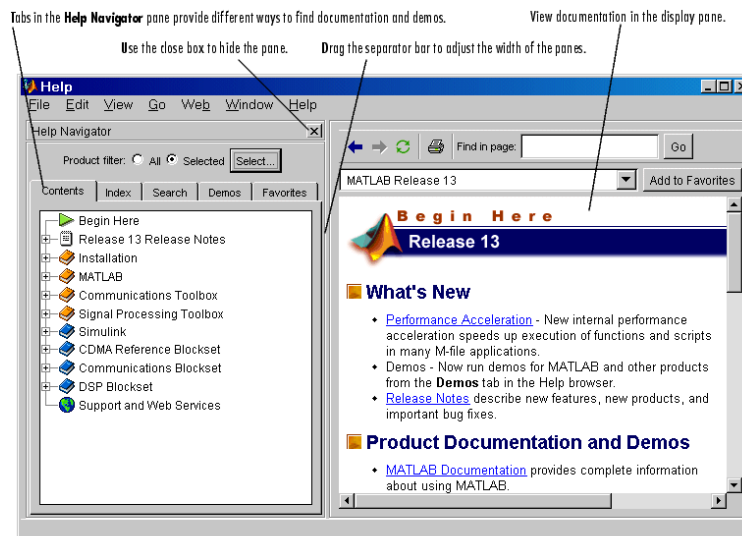 Tabs in the Help Navigator pane provide different ways to find documentation and demos.
View documentation in the display pane.
Use the close box to hide the pane.
Drag the separator bar to adjust the width of the panes.
Help
File Edit View Go Web Window Help
Help Navigator
Product filter: All Selected Select...
Contents Index Search Demos Favorites
Begin Here
Release 13 Release Notes
Installation
MATLAB
Communications Toolbox
Signal Processing Toolbox
Simulink
CDMA Reference Blockset
Communications Blockset
DSP Blockset
Support and Web Services
Find in page: Go
MATLAB Release 13 Add to Favorites
Begin Here
Release 13
What's New
Performance Acceleration - New internal performance
acceleration speeds up execution of functions and scripts
in many M-file applications.
Demos - Now run demos for MATLAB and other products
from the Demos tab in the Help browser.
Release Notes describe new features, new products, and
important bug fixes.
Product Documentation and Demos
MATLAB Documentation provides complete information
about using MATLAB.